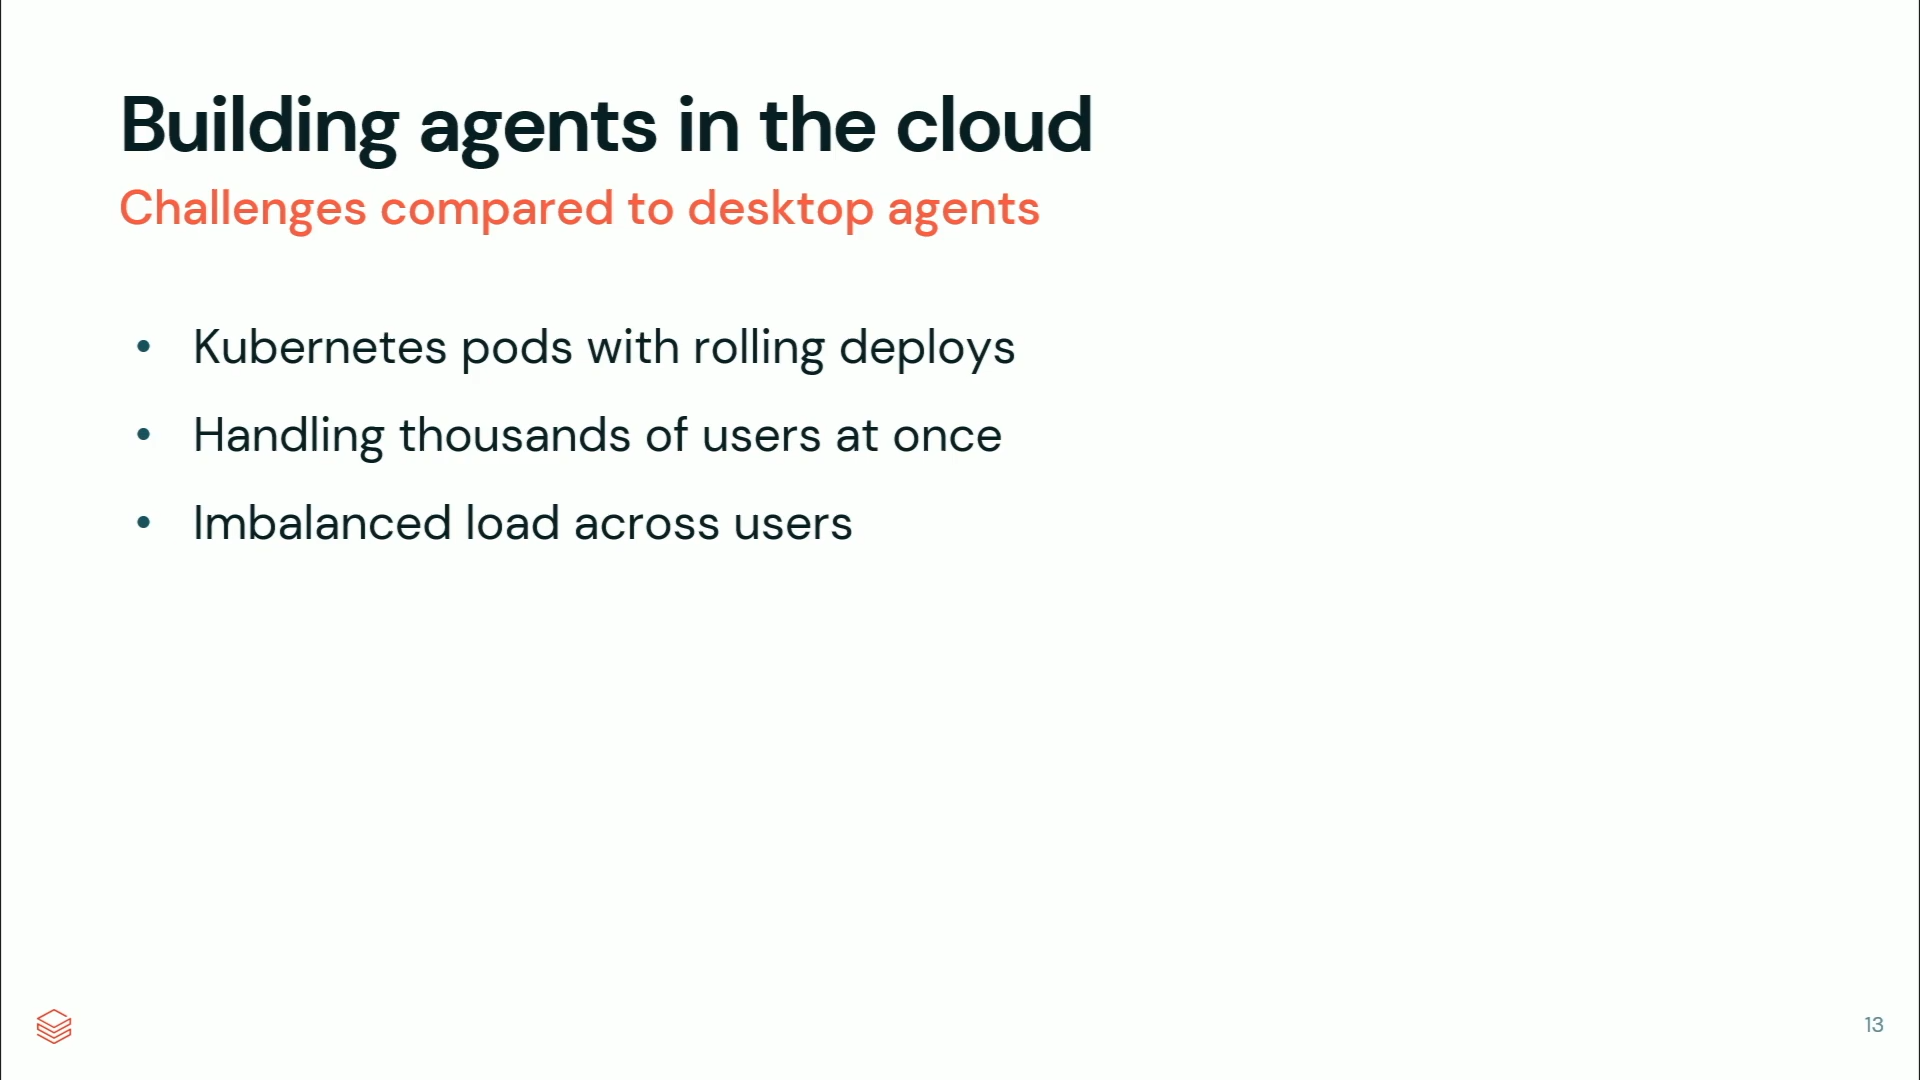 Building agents in the cloud
Challenges compared to desktop agents
• Kubernetes pods with rolling deploys
• Handling thousands of users at once
• Imbalanced load across users
13